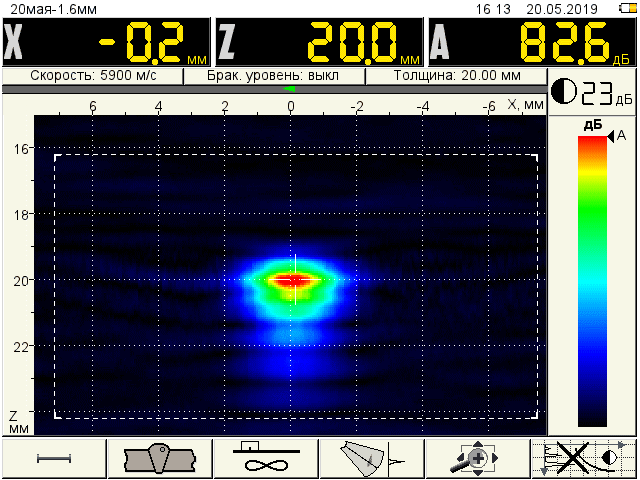 20мая-1.6мм 16 13 20.05.2019
X -0.2 мм Z 20.0 мм A 82.6 дБ
Скорость: 5900 м/с Брак. уровень: выкл Толщина: 20.00 мм
23 дБ
6 4 2 0 -2 -4 -6 X, мм
дБ
A
16
18
20
22
Z
мм